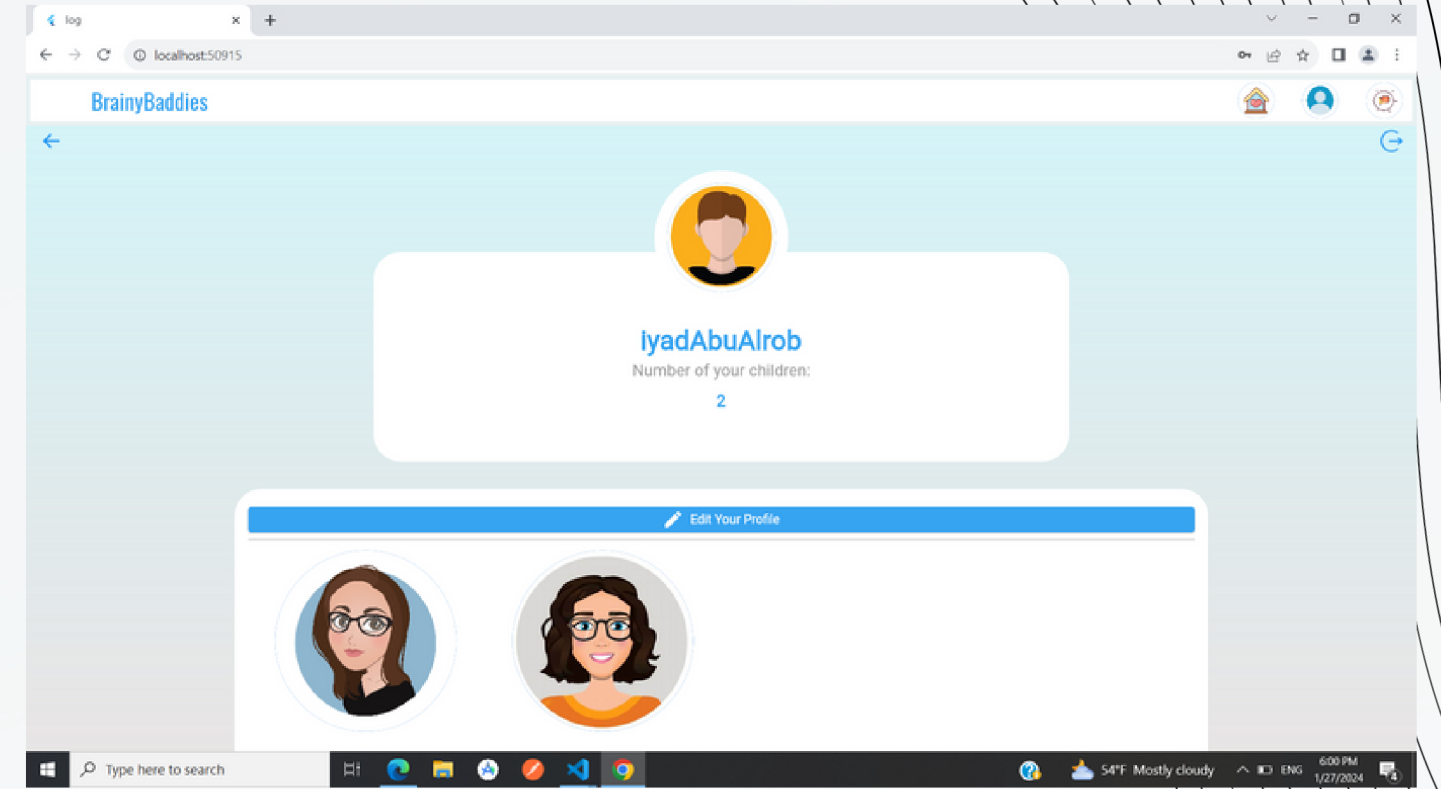 log
localhost:50915
BrainyBaddies
iyadAbuAlrob
Number of your children:
2
Edit Your Profile
Type here to search
54°F Mostly cloudy
ENG
6:00 PM
1/27/2024
4